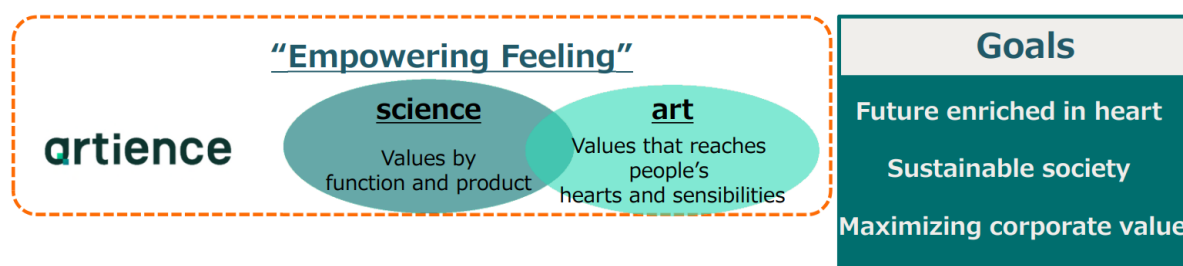 “Empowering Feeling”
artience
science
Values by
function and product
art
Values that reaches
people’s
hearts and sensibilities
Goals
Future enriched in heart
Sustainable society
Maximizing corporate value